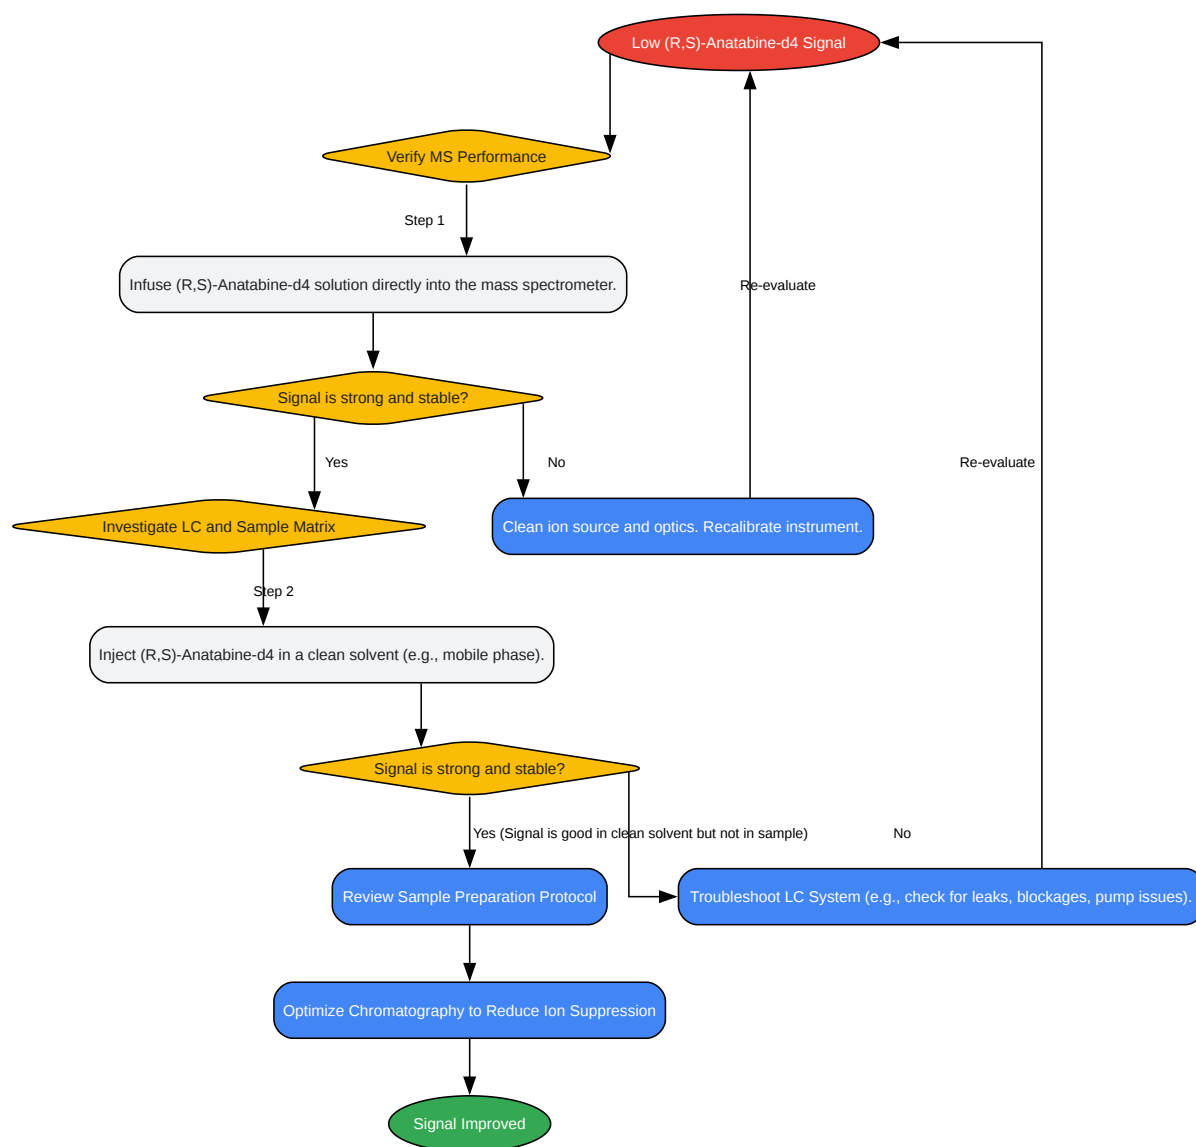 Low (R,S)-Anatabine-d4 Signal
Verify MS Performance
Step 1
Infuse (R,S)-Anatabine-d4 solution directly into the mass spectrometer.
Re-evaluate
Signal is strong and stable?
Yes
No
Re-evaluate
Investigate LC and Sample Matrix
Clean ion source and optics. Recalibrate instrument.
Step 2
Inject (R,S)-Anatabine-d4 in a clean solvent (e.g., mobile phase).
Signal is strong and stable?
Yes (Signal is good in clean solvent but not in sample)
No
Review Sample Preparation Protocol
Troubleshoot LC System (e.g., check for leaks, blockages, pump issues).
Optimize Chromatography to Reduce Ion Suppression
Signal Improved